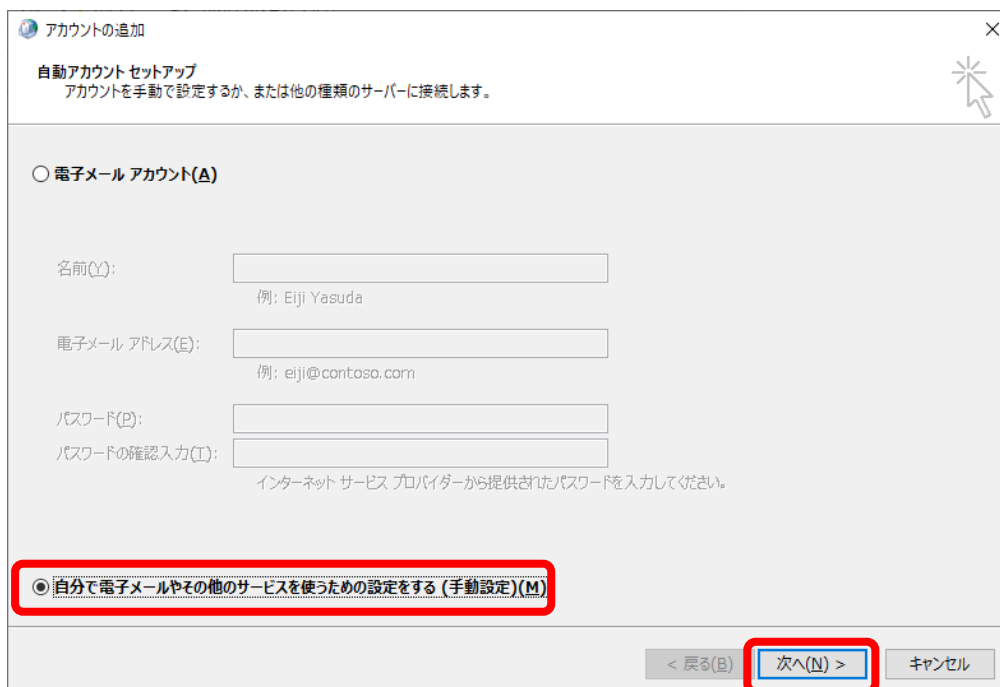 アカウントの追加
自動アカウント セットアップ
アカウントを手動で設定するか、または他の種類のサーバーに接続します。
電子メール アカウント(A)
名前(Y):
例: Eiji Yasuda
電子メール アドレス(E):
例: eiji@contoso.com
パスワード(P):
パスワードの確認入力(T):
インターネット サービス プロバイダーから提供されたパスワードを入力してください。
自分で電子メールやその他のサービスを使うための設定をする (手動設定)(M)
< 戻る(B) 次へ(N) > キャンセル